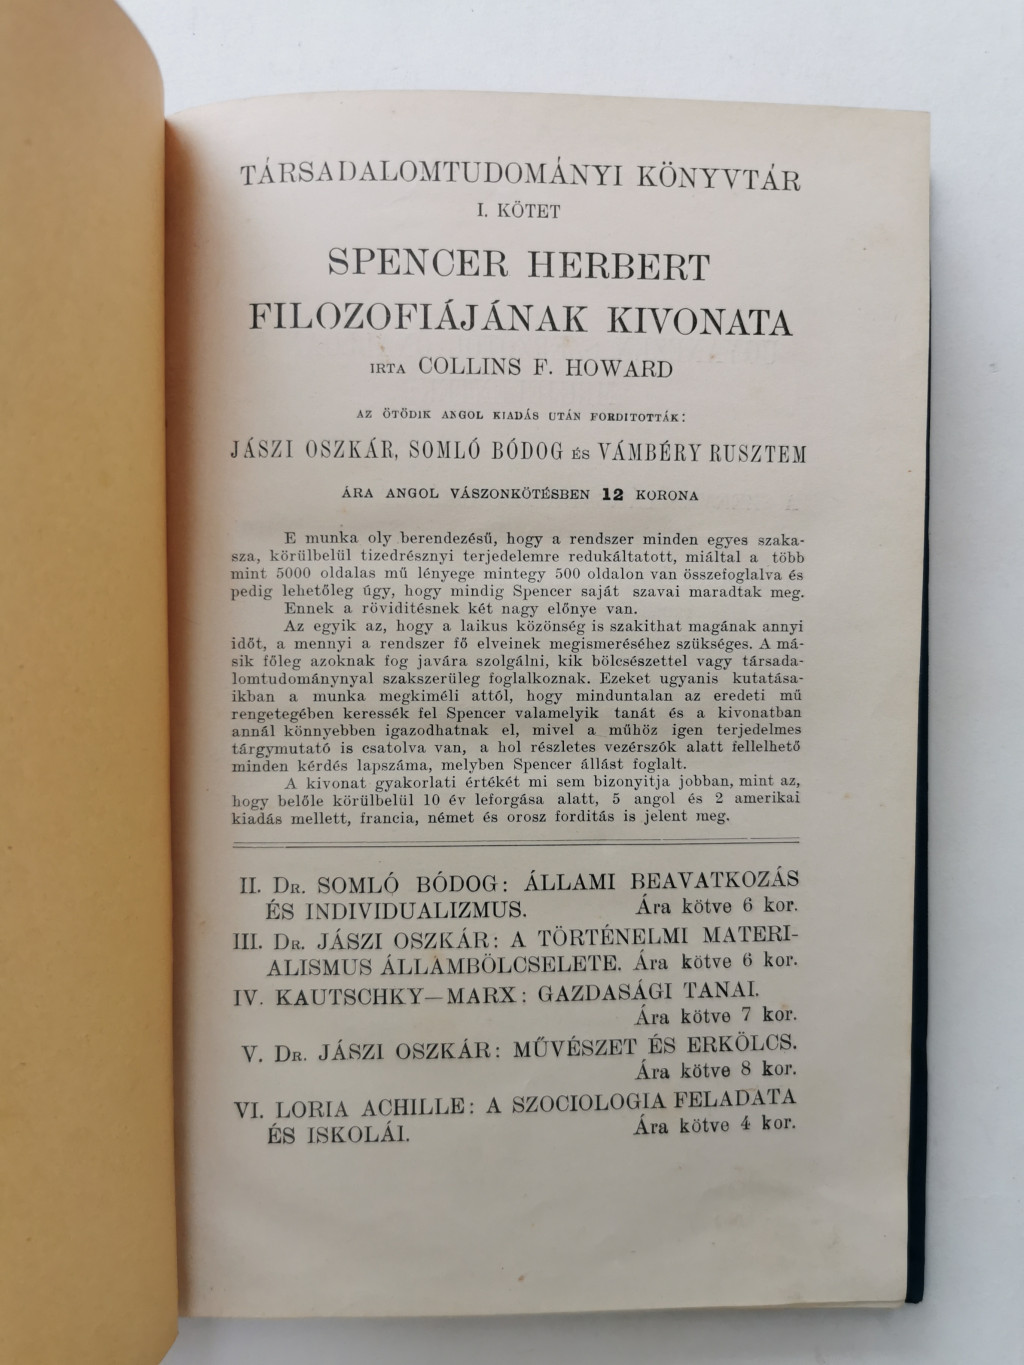 TÁRSADALOMTUDOMÁNYI KÖNYVTÁR
I. KÖTET
SPENCER HERBERT
FILOZOFIÁJÁNAK KIVONATA
IRTA COLLINS F. HOWARD
AZ ÖTÖDIK ANGOL KIADÁS UTÁN FORDITOTTÁK:
JÁSZI OSZKÁR, SOMLÓ BÓDOG ÉS VÁMBÉRY RUSZTEM
ÁRA ANGOL VÁSZONKÖTÉSBEN 12 KORONA
E munka oly berendezésű, hogy a rendszer minden egyes szaka-
sza, körülbelül tizedrésznyi terjedelemre redukáltatott, miáltal a több
mint 5000 oldalas mű lényege mintegy 500 oldalon van összefoglalva és
pedig lehetőleg úgy, hogy mindig Spencer saját szavai maradtak meg.
Ennek a röviditésnek két nagy előnye van.
Az egyik az, hogy a laikus közönség is szakithat magának annyi
időt, a mennyi a rendszer fő elveinek megismeréséhez szükséges. A má-
sik főleg azoknak fog javára szolgálni, kik bölcsészettel vagy társada-
lomtudománynyal szakszerüleg foglalkoznak. Ezeket ugyanis kutatása-
ikban a munka megkiméli attól, hogy minduntalan az eredeti mű
rengetegében keressék fel Spencer valamelyik tanát és a kivonatban
annál könnyebben igazodhatnak el, mivel a műhöz igen terjedelmes
tárgymutató is csatolva van, a hol részletes vezérszók alatt fellelhető
minden kérdés lapszáma, melyben Spencer állást foglalt.
A kivonat gyakorlati értékét mi sem bizonyitja jobban, mint az,
hogy belőle körülbelül 10 év leforgása alatt, 5 angol és 2 amerikai
kiadás mellett, francia, német és orosz forditás is jelent meg.
II. DR. SOMLÓ BÓDOG: ÁLLAMI BEAVATKOZÁS
ÉS INDIVIDUALIZMUS. Ára kötve 6 kor.
III. DR. JÁSZI OSZKÁR: A TÖRTÉNELMI MATERI-
ALISMUS ÁLLAMBÖLCSELETE. Ára kötve 6 kor.
IV. KAUTSCHKY—MARX: GAZDASÁGI TANAI.
Ára kötve 7 kor.
V. DR. JÁSZI OSZKÁR: MŰVÉSZET ÉS ERKÖLCS.
Ára kötve 8 kor.
VI. LORIA ACHILLE: A SZOCIOLOGIA FELADATA
ÉS ISKOLÁI. Ára kötve 4 kor.